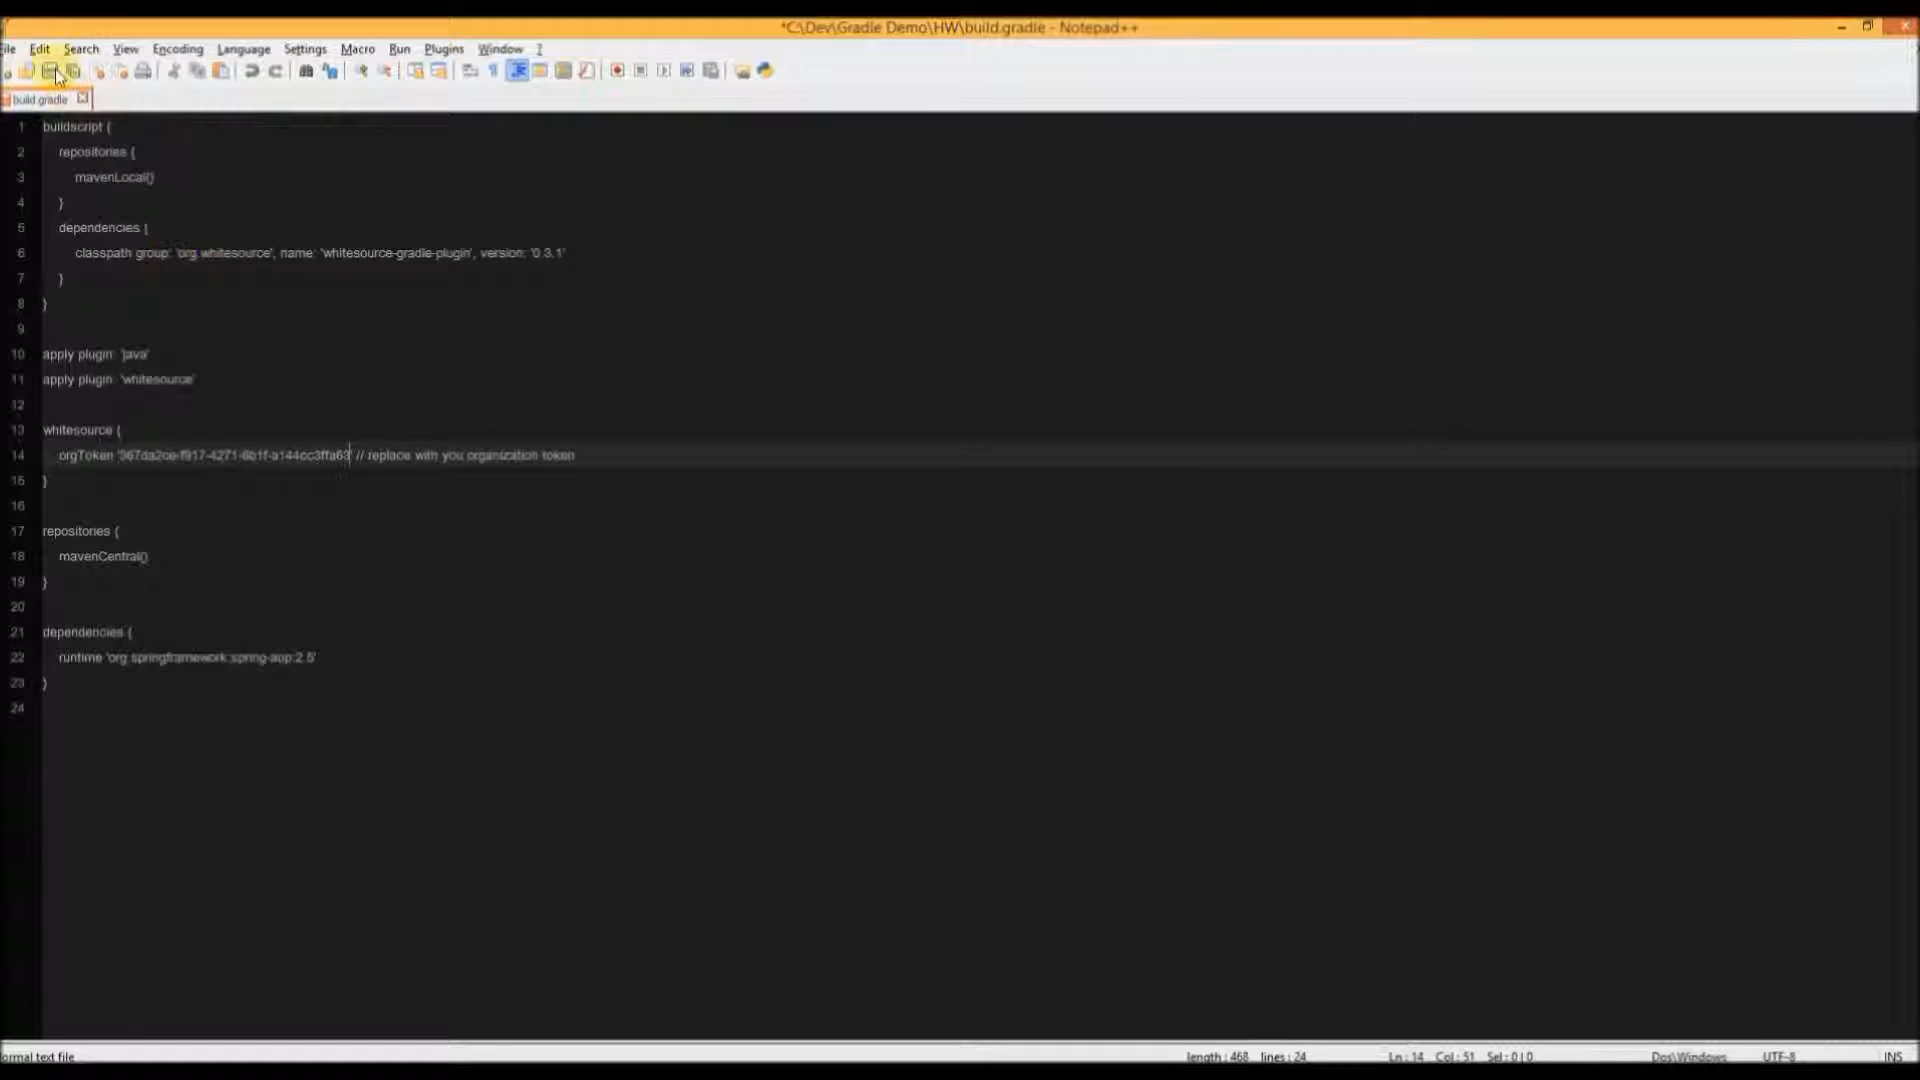 *C:\Dev\Gradle Demo\HW\build.gradle - Notepad++
ile Edit Search View Encoding Language Settings Macro Run Plugins Window ?
build.gradle
1 buildscript {
2 repositories {
3 mavenLocal()
4 }
5 dependencies {
6 classpath group: 'org.whitesource', name: 'whitesource-gradle-plugin', version: '0.3.1'
7 }
8 }
9
10 apply plugin: 'java'
11 apply plugin: 'whitesource'
12
13 whitesource {
14 orgToken '367da2ce-f917-4271-8b1f-a144cc3ffa63' // replace with you organization token
15 }
16
17 repositories {
18 mavenCentral()
19 }
20
21 dependencies {
22 runtime 'org.springframework:spring-aop:2.5'
23 }
24
ormal text file length : 468 lines : 24 Ln : 14 Col : 51 Sel : 0 | 0 Dos\Windows UTF-8 INS